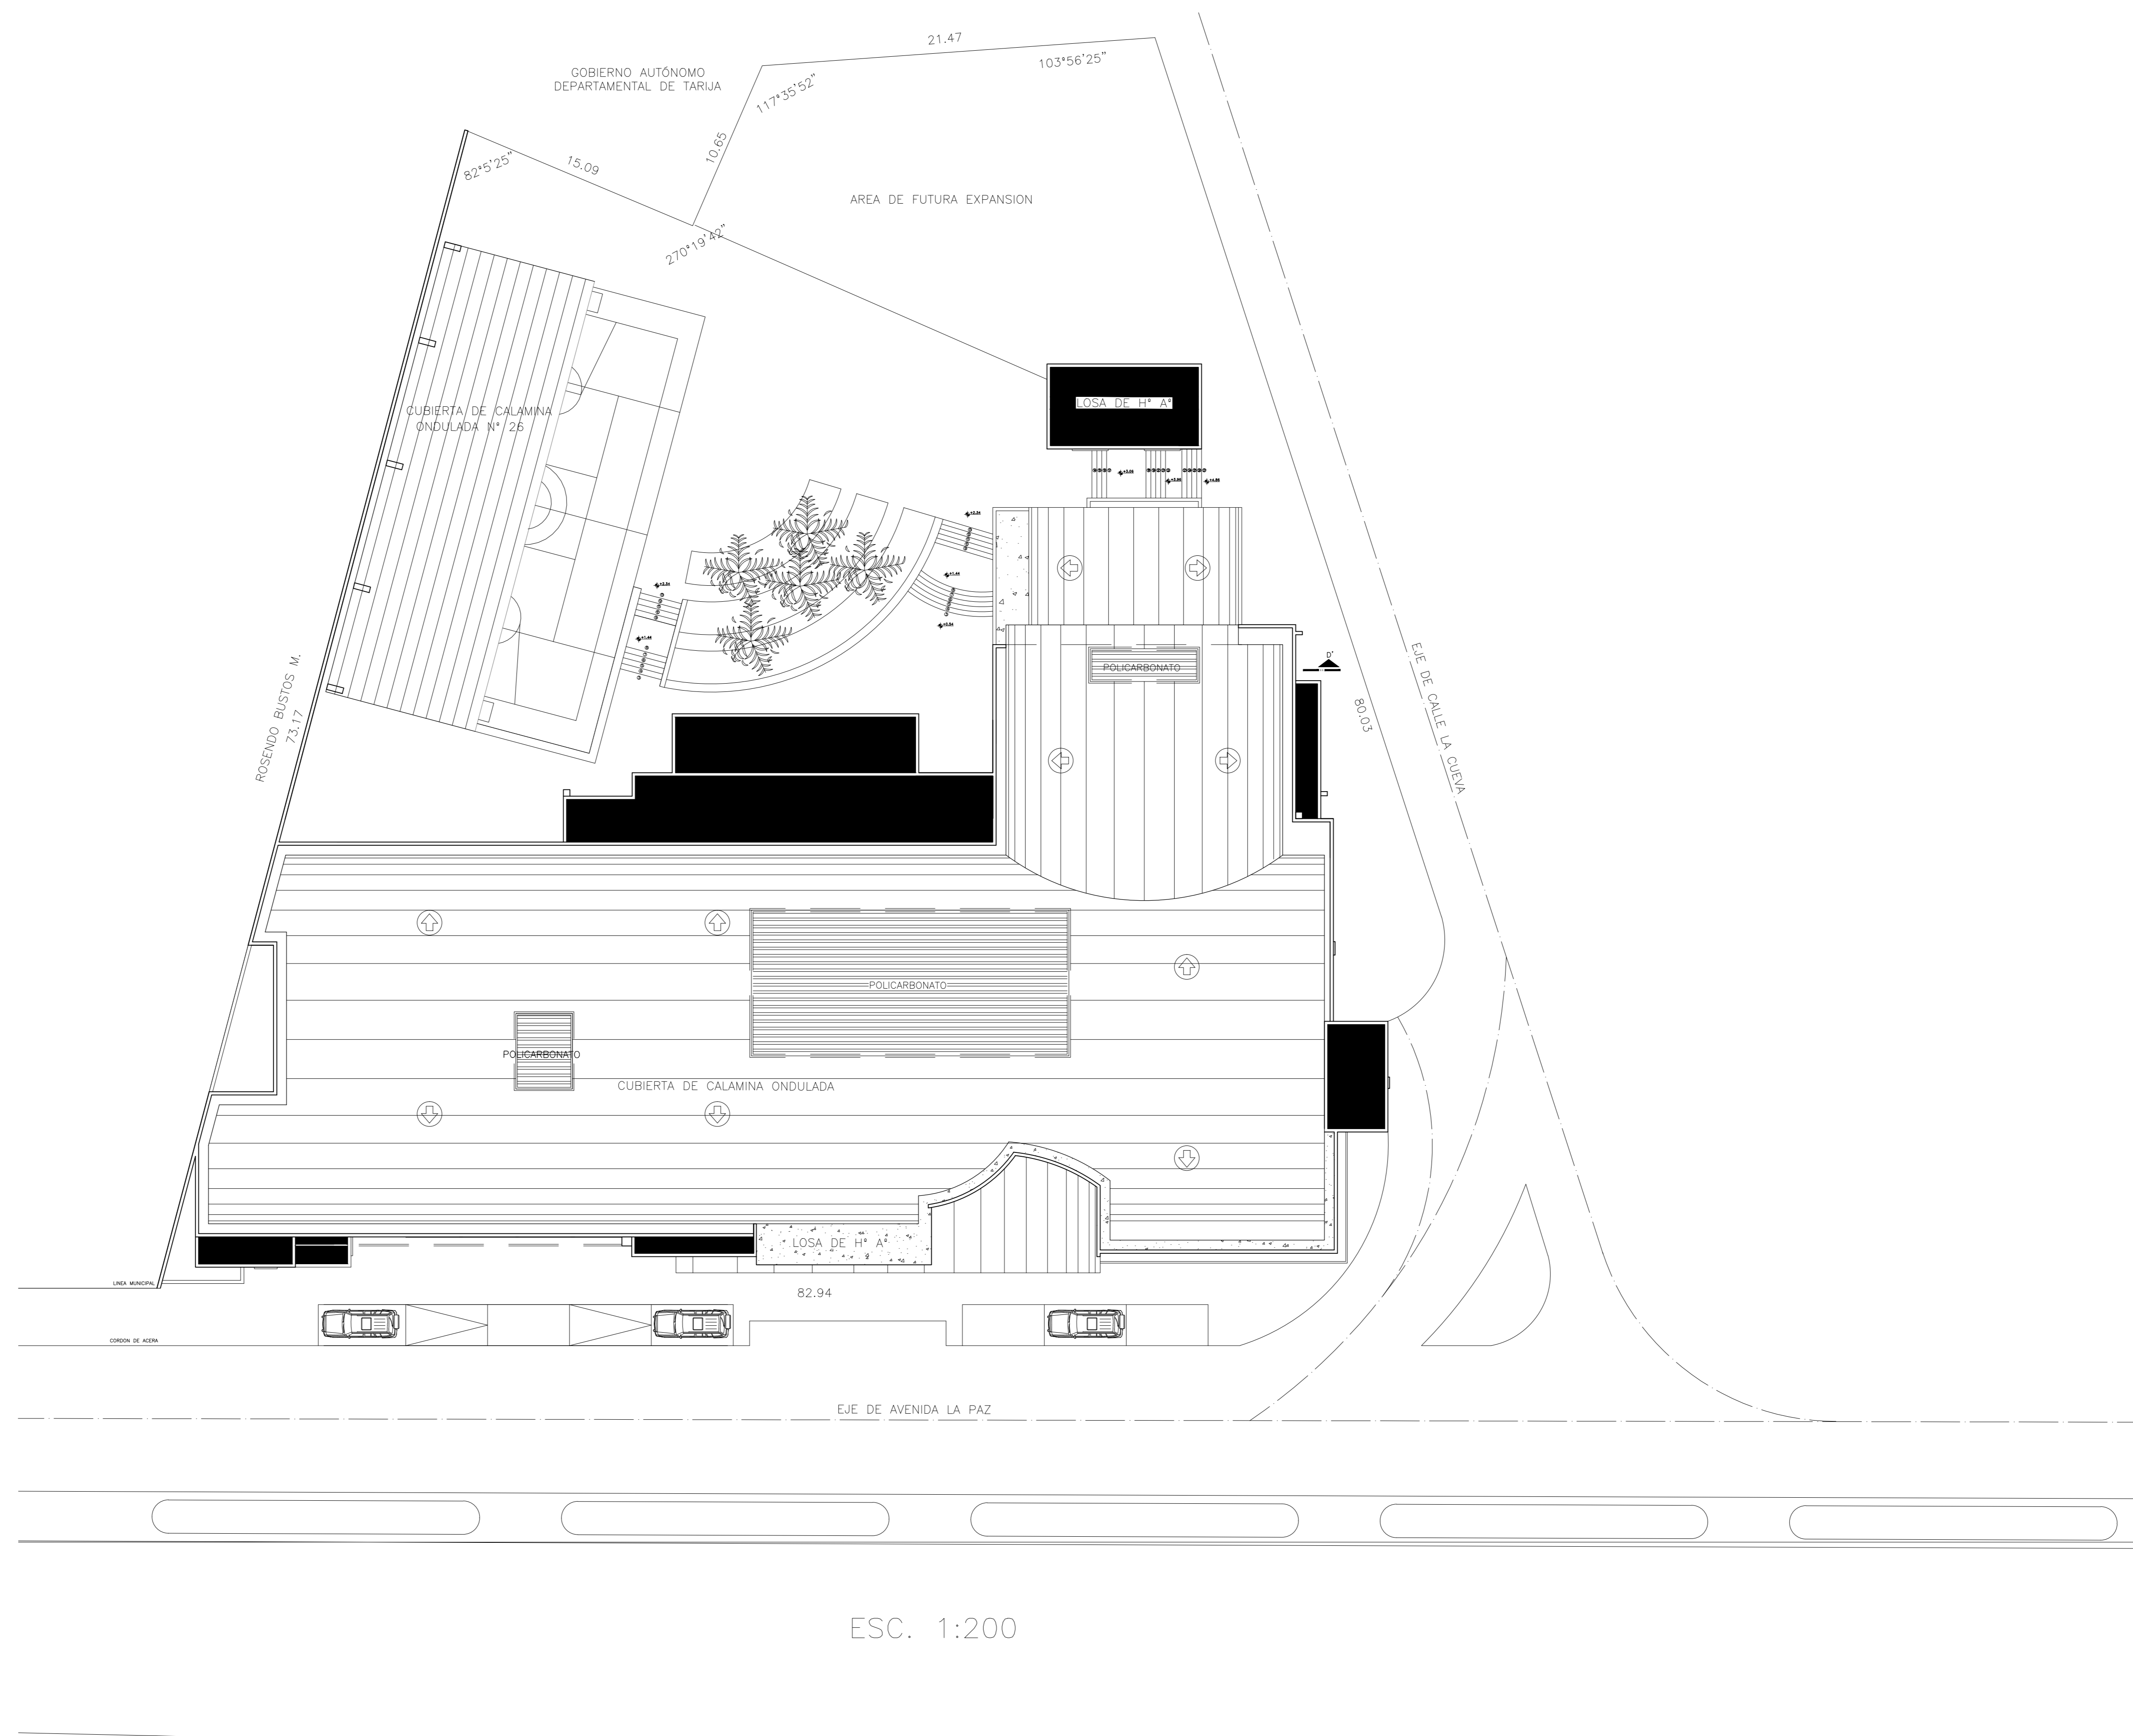 21.47
103°56'25"
GOBIERNO AUTÓNOMO
DEPARTAMENTAL DE TARIJA
117°35'52"
10.65
15.09
82°5'25"
AREA DE FUTURA EXPANSION
270°19'42"
CUBIERTA DE CALAMINA
ONDULADA N° 26
LOSA DE H° A°
D'
POLICARBONATO
ROSENDO BUSTOS M.
73.17
80.03
EJE DE CALLE LA CUEVA
POLICARBONATO
POLICARBONATO
CUBIERTA DE CALAMINA ONDULADA
LOSA DE H° A°
LINEA MUNICIPAL
82.94
CORDON DE ACERA
EJE DE AVENIDA LA PAZ
ESC. 1:200